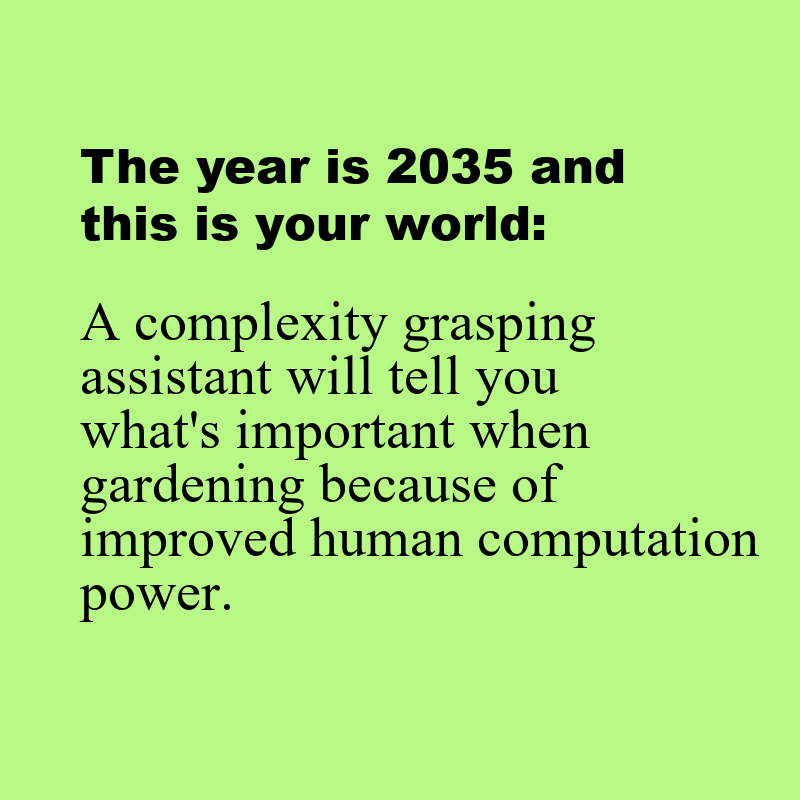 The year is 2035 and
this is your world:
A complexity grasping
assistant will tell you
what's important when
gardening because of
improved human computation
power.